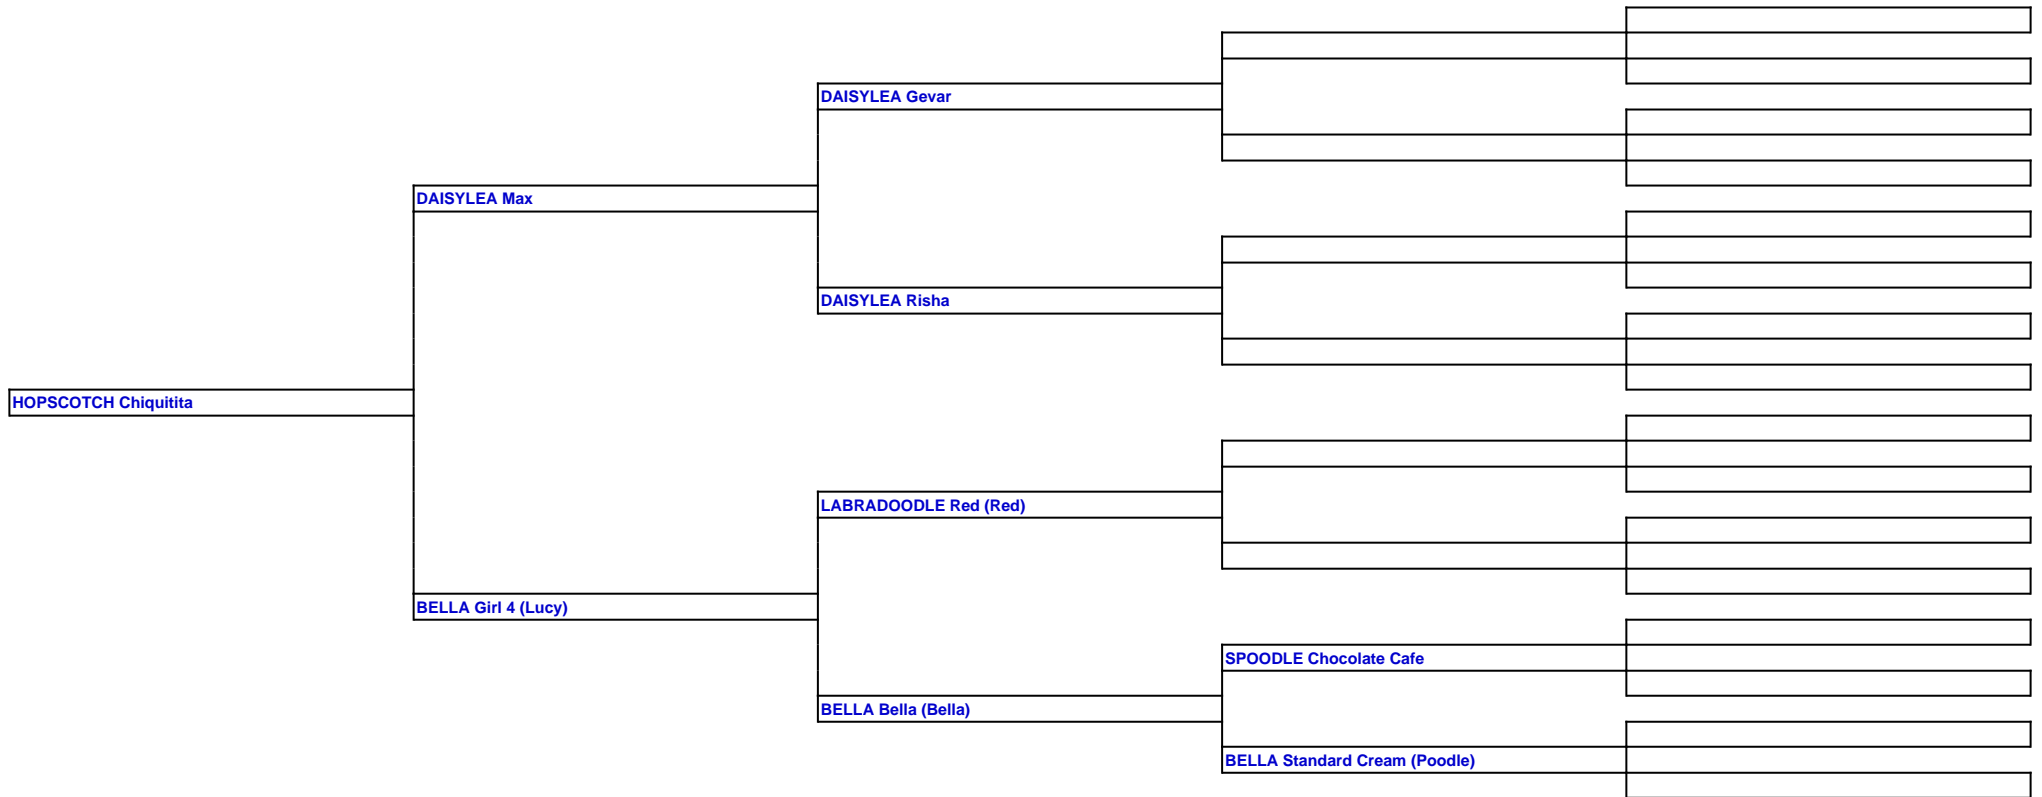 DAISYLEA Gevar
DAISYLEA Max
DAISYLEA Risha
HOPSCOTCH Chiquitita
LABRADOODLE Red (Red)
BELLA Girl 4 (Lucy)
SPOODLE Chocolate Cafe
BELLA Bella (Bella)
BELLA Standard Cream (Poodle)